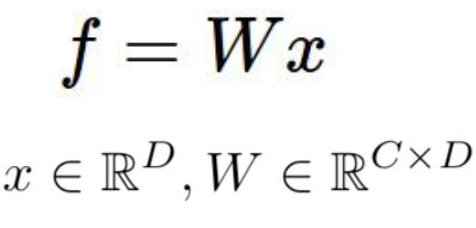 f = Wx
x ∈ ℝ^D, W ∈ ℝ^{C×D}